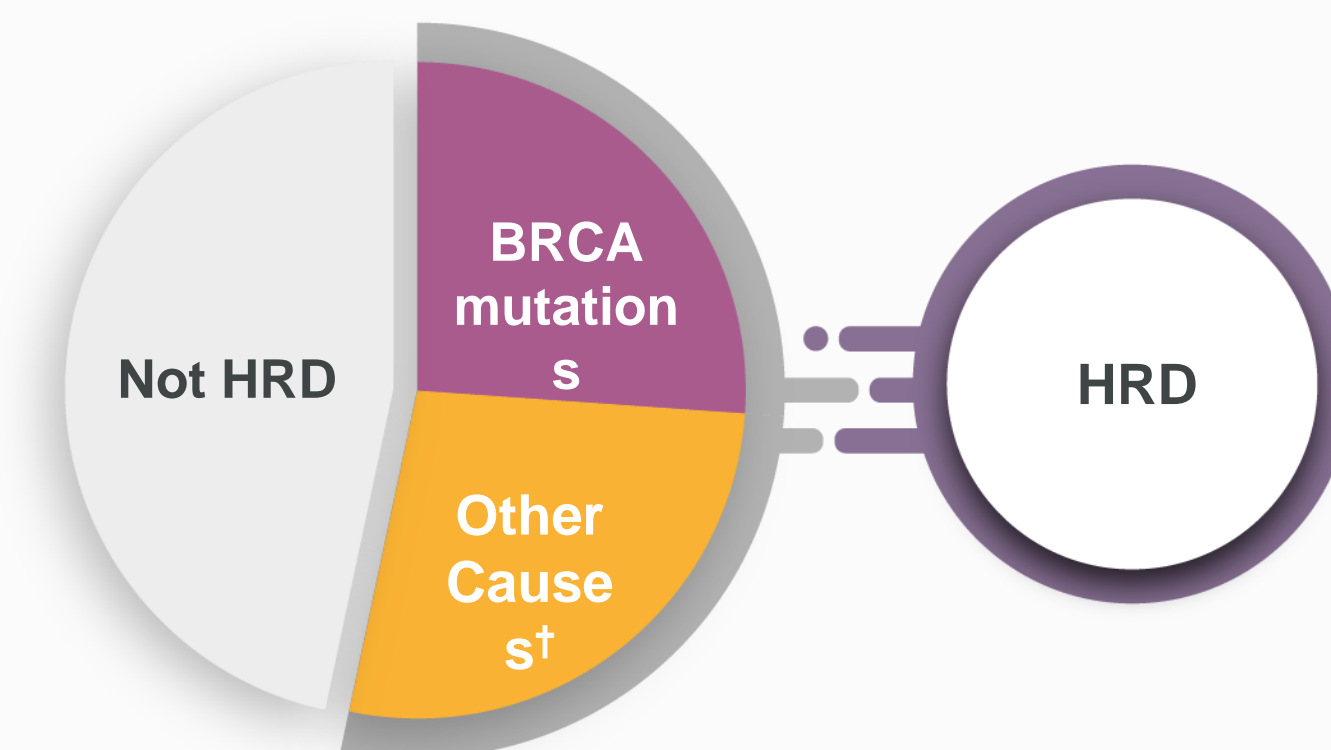 Not HRD
BRCA
mutation
s
Other
Cause
s†
HRD